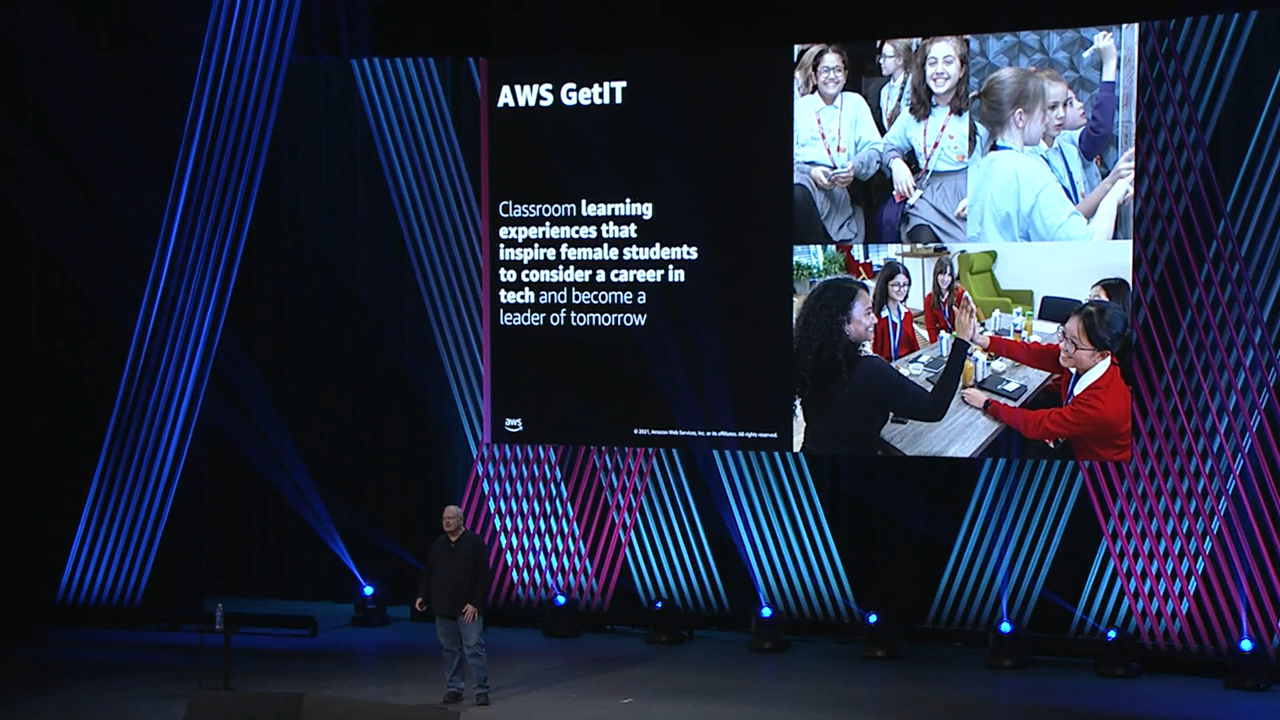 AWS GetIT
Classroom learning
experiences that
inspire female students
to consider a career in
tech and become a
leader of tomorrow
aws
© 2021, Amazon Web Services, Inc. or its affiliates. All rights reserved.